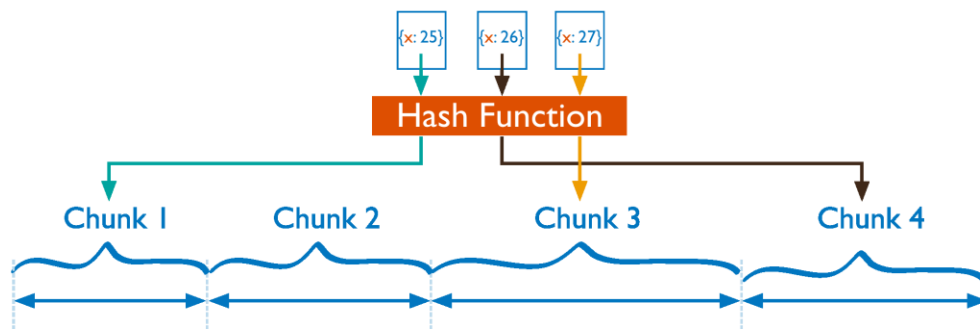 {x: 25} {x: 26} {x: 27}
Hash Function
Chunk 1 Chunk 2 Chunk 3 Chunk 4